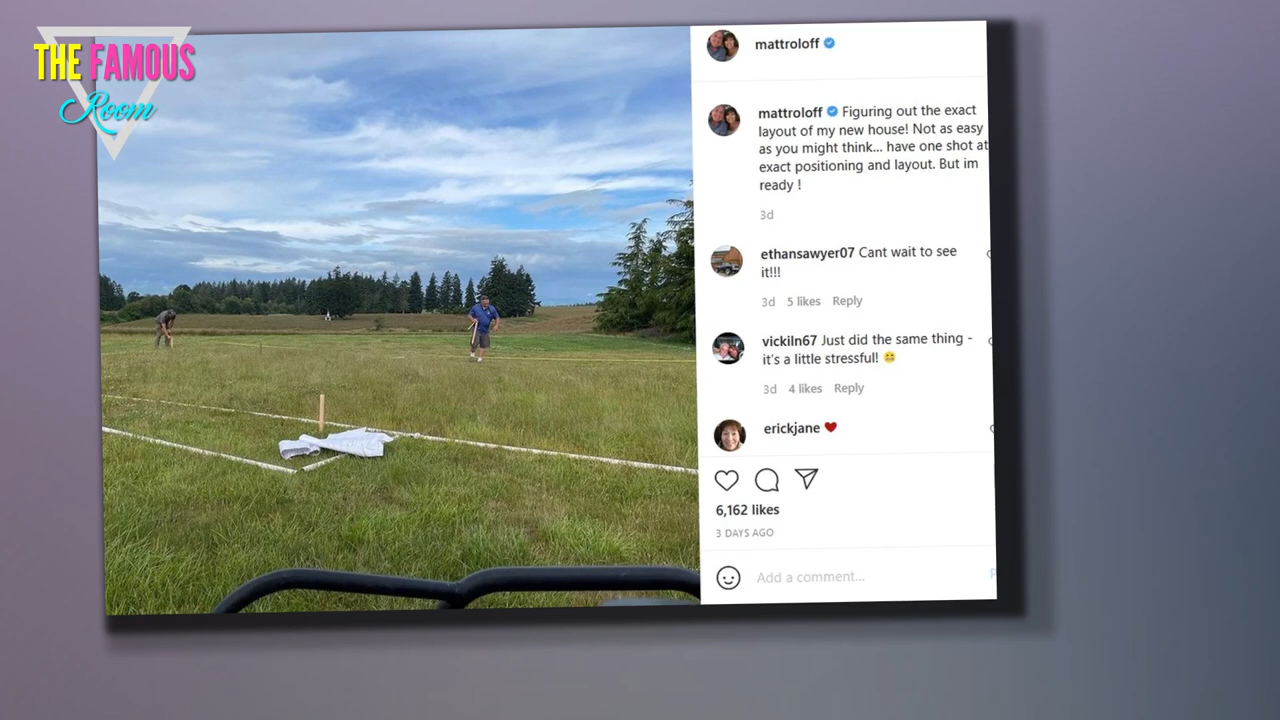 THE FAMOUS
Room
mattroloff
mattroloff Figuring out the exact
layout of my new house! Not as easy
as you might think... have one shot at
exact positioning and layout. But im
ready !
3d
ethansawyer07 Cant wait to see
it!!!
3d 5 likes Reply
vickiln67 Just did the same thing -
it's a little stressful! 😄
3d 4 likes Reply
erickjane ❤️
6,162 likes
3 DAYS AGO
Add a comment...